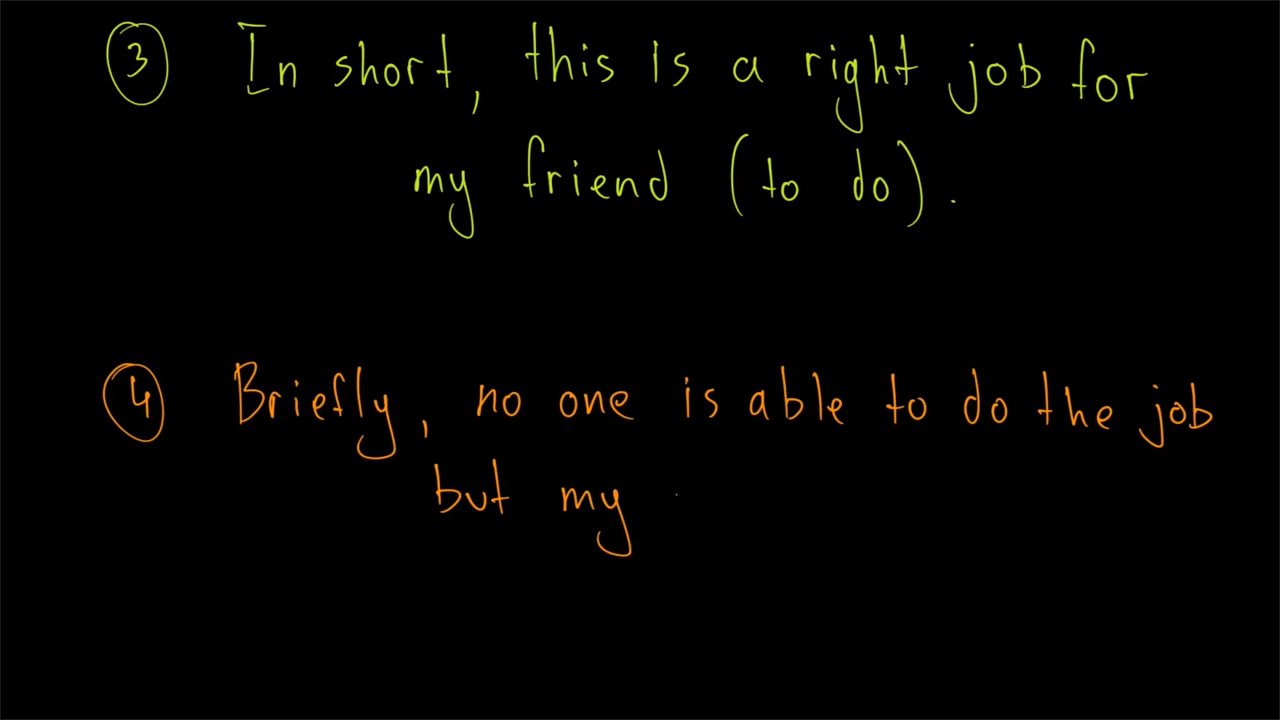 3 In short, this is a right job for
my friend (to do).
4 Briefly, no one is able to do the job
but my